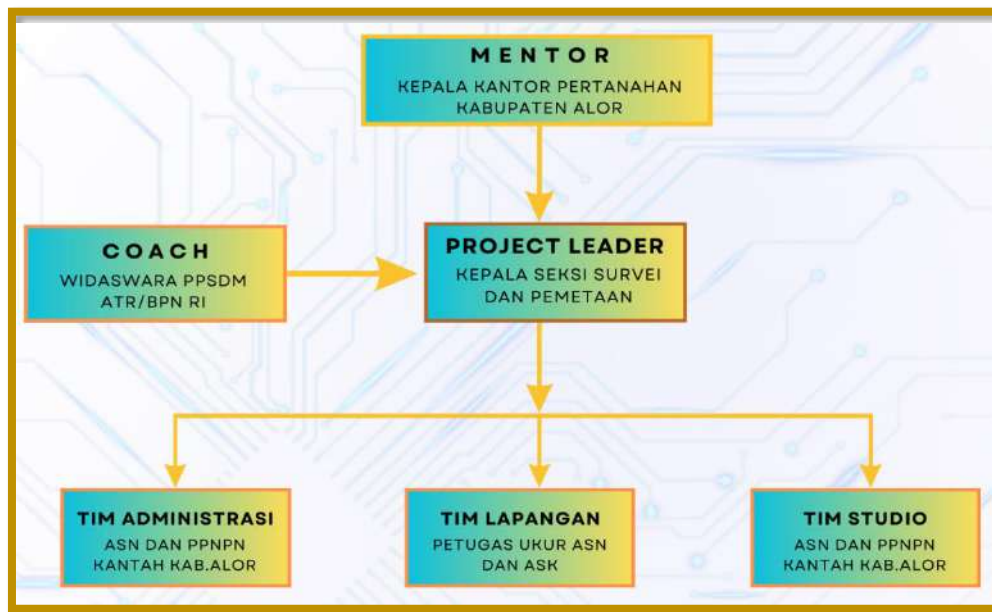 MENTOR
KEPALA KANTOR PERTANAHAN
KABUPATEN ALOR
COACH
WIDASWARA PPSDM
ATR/BPN RI
PROJECT LEADER
KEPALA SEKSI SURVEI
DAN PEMETAAN
TIM ADMINISTRASI
ASN DAN PPNPN
KANTAH KAB.ALOR
TIM LAPANGAN
PETUGAS UKUR ASN
DAN ASK
TIM STUDIO
ASN DAN PPNPN
KANTAH KAB.ALOR